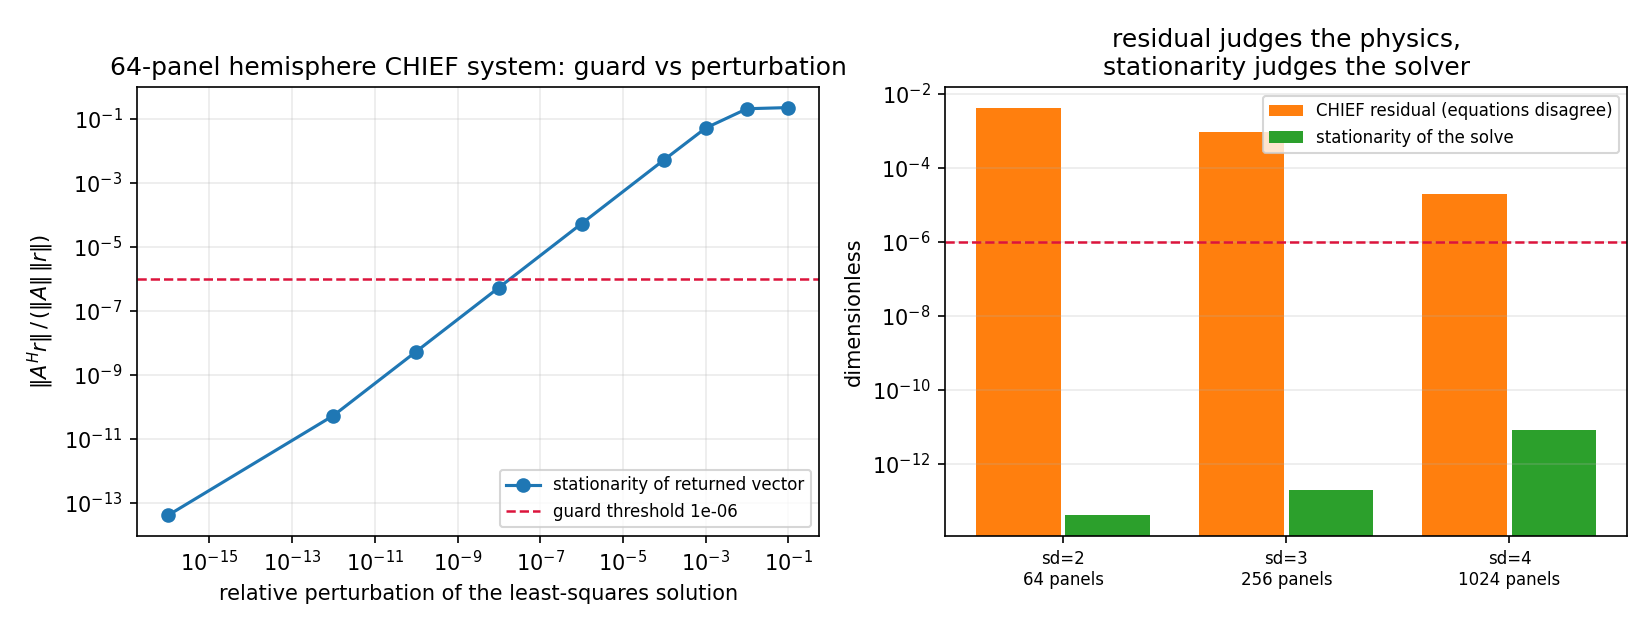 64-panel hemisphere CHIEF system: guard vs perturbation
10⁻¹
10⁻³
10⁻⁵
10⁻⁷
10⁻⁹
10⁻¹¹
10⁻¹³
‖Aᴴr‖ / (‖A‖ ‖r‖)
stationarity of returned vector
guard threshold 1e-06
10⁻¹⁵ 10⁻¹³ 10⁻¹¹ 10⁻⁹ 10⁻⁷ 10⁻⁵ 10⁻³ 10⁻¹
relative perturbation of the least-squares solution
residual judges the physics,
stationarity judges the solver
10⁻²
10⁻⁴
10⁻⁶
10⁻⁸
10⁻¹⁰
10⁻¹²
dimensionless
CHIEF residual (equations disagree)
stationarity of the solve
sd=2
64 panels
sd=3
256 panels
sd=4
1024 panels